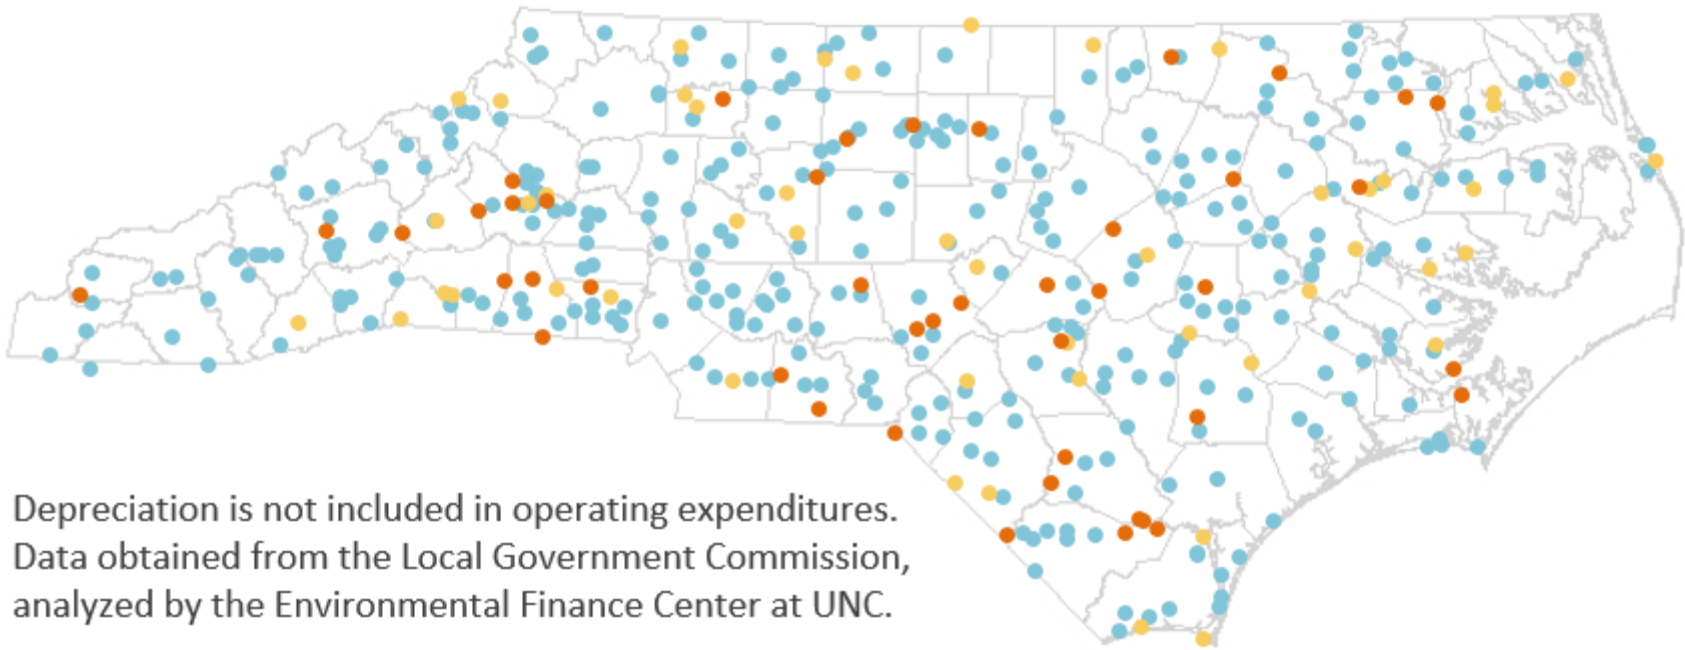 Depreciation is not included in operating expenditures.
Data obtained from the Local Government Commission,
analyzed by the Environmental Finance Center at UNC.